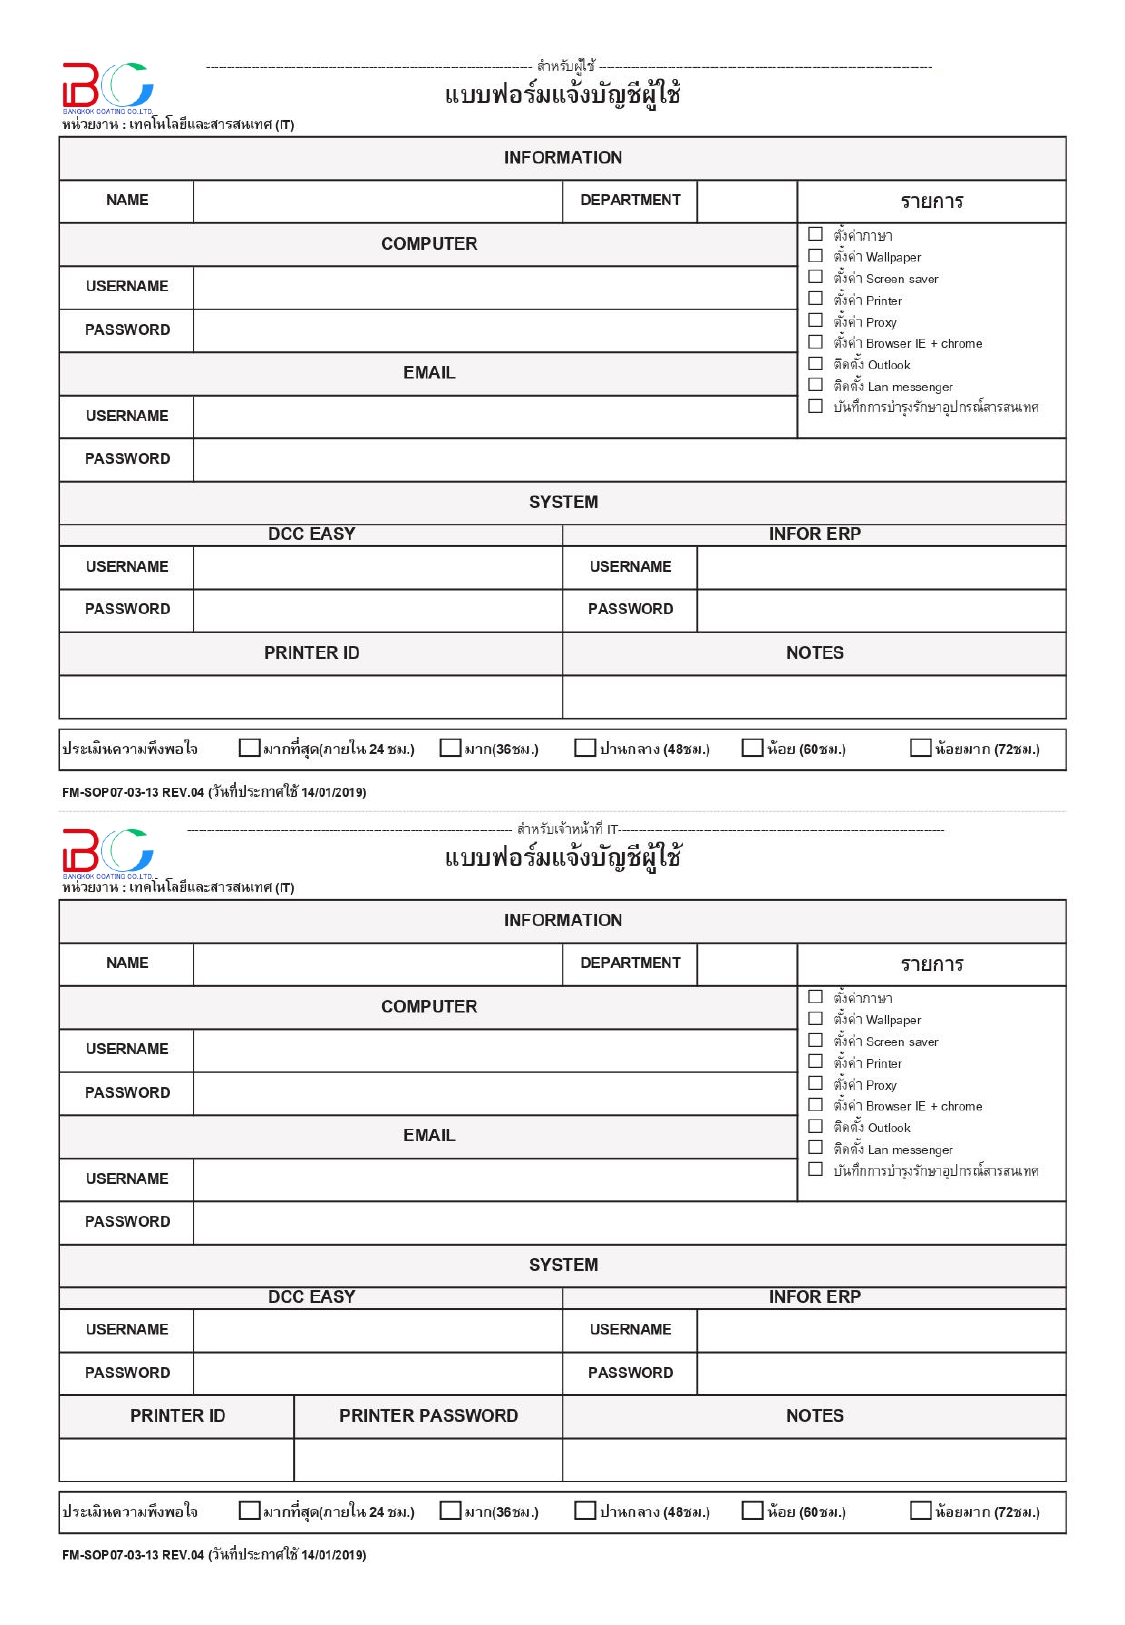 -------------------- สำหรับผู้ใช้ --------------------
BC
BANGKOK COATING CO.,LTD.
แบบฟอร์มแจ้งบัญชีผู้ใช้
หน่วยงาน : เทคโนโลยีและสารสนเทศ (IT)
INFORMATION
NAME DEPARTMENT รายการ
COMPUTER
USERNAME
PASSWORD
EMAIL
USERNAME
ตั้งค่าภาษา
ตั้งค่า Wallpaper
ตั้งค่า Screen saver
ตั้งค่า Printer
ตั้งค่า Proxy
ตั้งค่า Browser IE + chrome
ติดตั้ง Outlook
ติดตั้ง Lan messenger
บันทึกการบำรุงรักษาอุปกรณ์สารสนเทศ
PASSWORD
SYSTEM
DCC EASY INFOR ERP
USERNAME USERNAME
PASSWORD PASSWORD
PRINTER ID NOTES
ประเมินความพึงพอใจ มากที่สุด(ภายใน 24 ชม.) มาก(36ชม.) ปานกลาง (48ชม.) น้อย (60ชม.) น้อยมาก (72ชม.)
FM-SOP07-03-13 REV.04 (วันที่ประกาศใช้ 14/01/2019)
-------------------- สำหรับเจ้าหน้าที่ IT--------------------
BC
BANGKOK COATING CO.,LTD.
แบบฟอร์มแจ้งบัญชีผู้ใช้
หน่วยงาน : เทคโนโลยีและสารสนเทศ (IT)
INFORMATION
NAME DEPARTMENT รายการ
COMPUTER
USERNAME
PASSWORD
EMAIL
USERNAME
ตั้งค่าภาษา
ตั้งค่า Wallpaper
ตั้งค่า Screen saver
ตั้งค่า Printer
ตั้งค่า Proxy
ตั้งค่า Browser IE + chrome
ติดตั้ง Outlook
ติดตั้ง Lan messenger
บันทึกการบำรุงรักษาอุปกรณ์สารสนเทศ
PASSWORD
SYSTEM
DCC EASY INFOR ERP
USERNAME USERNAME
PASSWORD PASSWORD
PRINTER ID PRINTER PASSWORD NOTES
ประเมินความพึงพอใจ มากที่สุด(ภายใน 24 ชม.) มาก(36ชม.) ปานกลาง (48ชม.) น้อย (60ชม.) น้อยมาก (72ชม.)
FM-SOP07-03-13 REV.04 (วันที่ประกาศใช้ 14/01/2019)